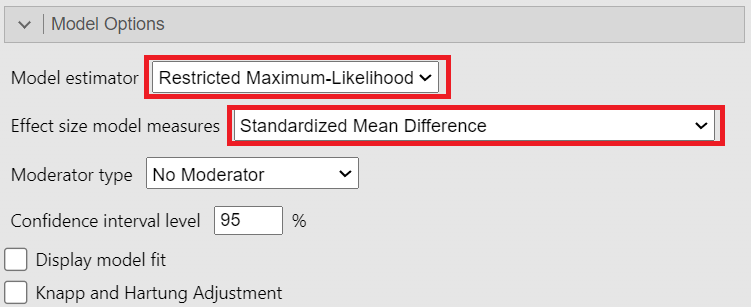 Model Options
Model estimator Restricted Maximum-Likelihood
Effect size model measures Standardized Mean Difference
Moderator type No Moderator
Confidence interval level 95 %
Display model fit
Knapp and Hartung Adjustment